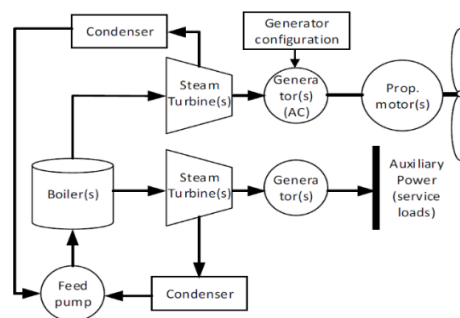 Condenser
Generator
configuration
Steam
Turbine(s)
Genera
tor(s)
(AC)
Prop.
motor(s)
Boiler(s)
Steam
Turbine(s)
Genera
tor(s)
Auxiliary
Power
(service
loads)
Feed
pump
Condenser